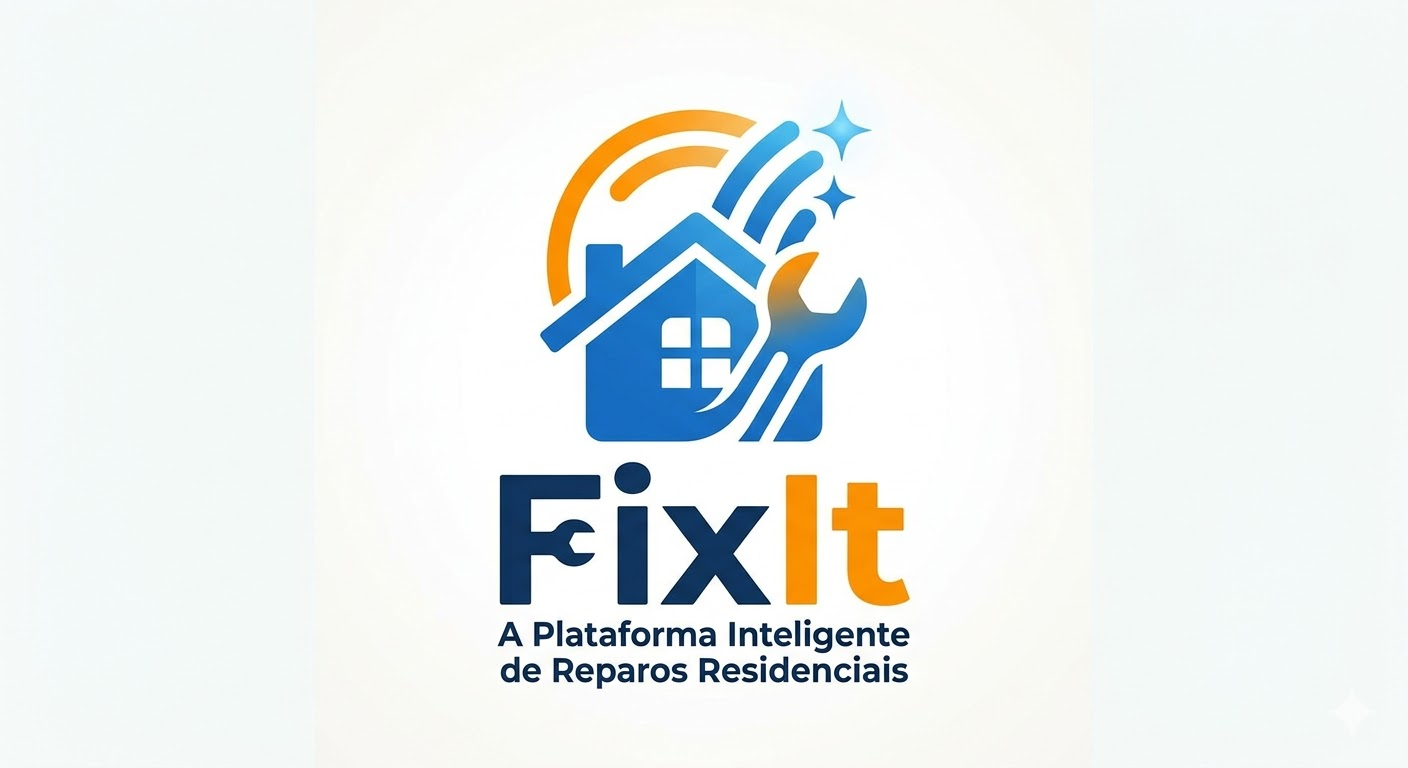 FixIt
A Plataforma Inteligente
de Reparos Residenciais